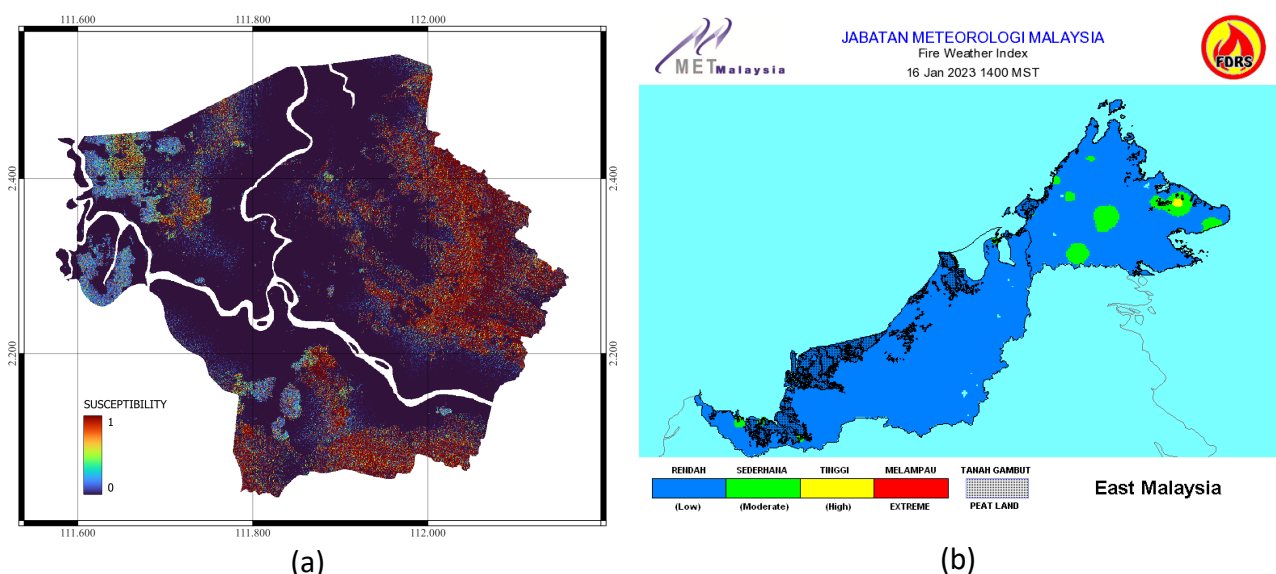 111.600 111.800 112.000
2.400 2.400
2.200 2.200
SUSCEPTIBILITY
1
0
111.600 111.800 112.000
(a)
METMalaysia
JABATAN METEOROLOGI MALAYSIA
Fire Weather Index
16 Jan 2023 1400 MST
FDRS
RENDAH SEDERHANA TINGGI MELAMPAU TANAH GAMBUT
(Low) (Moderate) (High) EXTREME PEAT LAND
East Malaysia
(b)